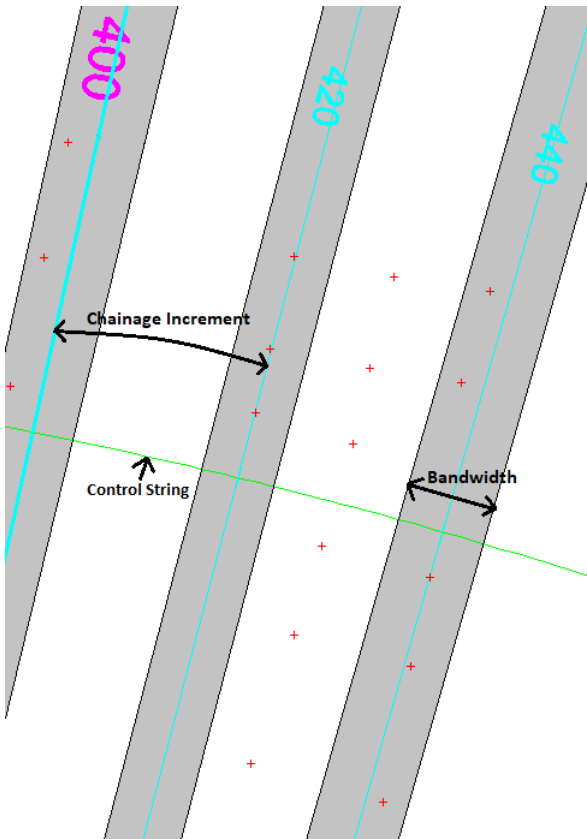 400
420
440
Chainage Increment
Bandwidth
Control String